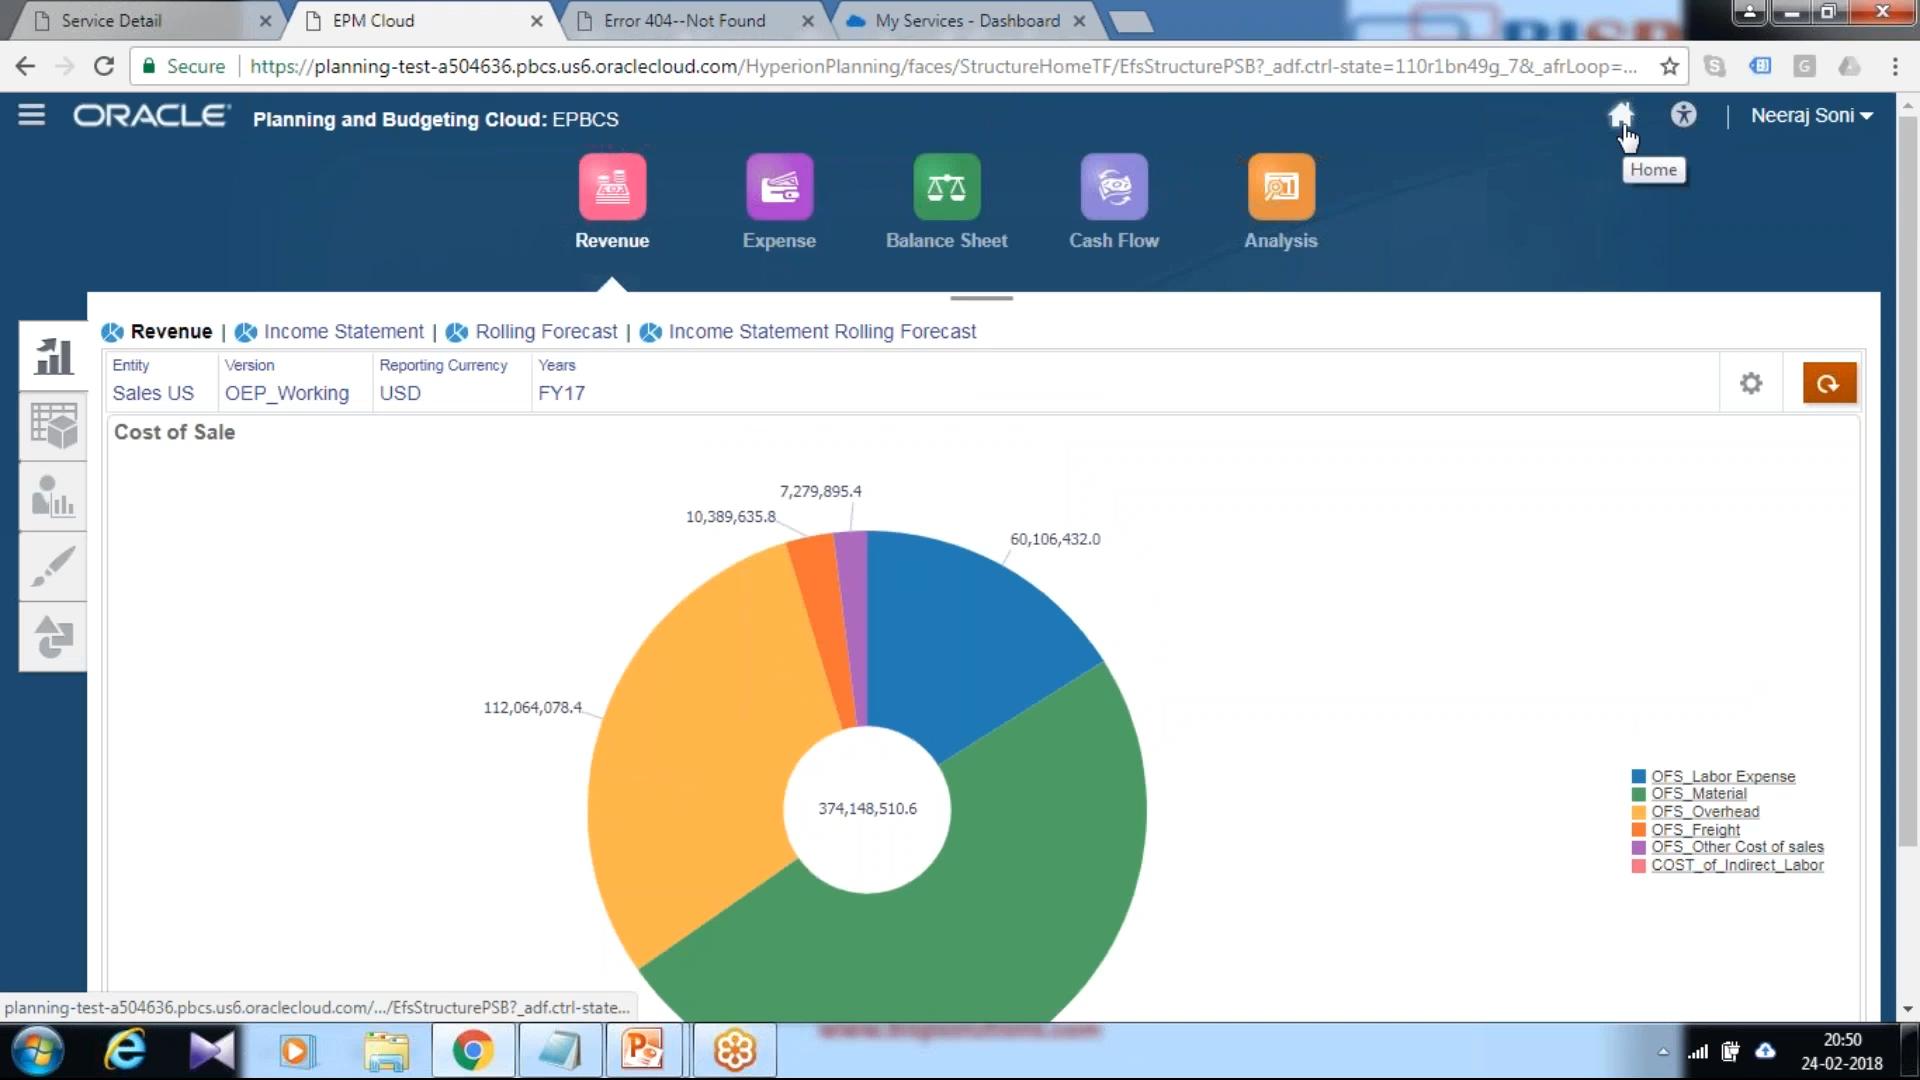 Service Detail
EPM Cloud
Error 404--Not Found
My Services - Dashboard
Secure
https://planning-test-a504636.pbcs.us6.oraclecloud.com/HyperionPlanning/faces/StructureHomeTF/EfsStructurePSB?_adf.ctrl-state=110r1bn49g_7&_afrLoop=...
ORACLE
Planning and Budgeting Cloud: EPBCS
Neeraj Soni
Home
Revenue
Expense
Balance Sheet
Cash Flow
Analysis
Revenue | Income Statement | Rolling Forecast | Income Statement Rolling Forecast
Entity
Version
Reporting Currency
Years
Sales US
OEP_Working
USD
FY17
Cost of Sale
7,279,895.4
10,389,635.8
60,106,432.0
112,064,078.4
374,148,510.6
OFS_Labor Expense
OFS_Material
OFS_Overhead
OFS_Freight
OFS_Other Cost of sales
COST_of_Indirect_Labor
planning-test-a504636.pbcs.us6.oraclecloud.com/.../EfsStructurePSB?_adf.ctrl-state...
20:50
24-02-2018